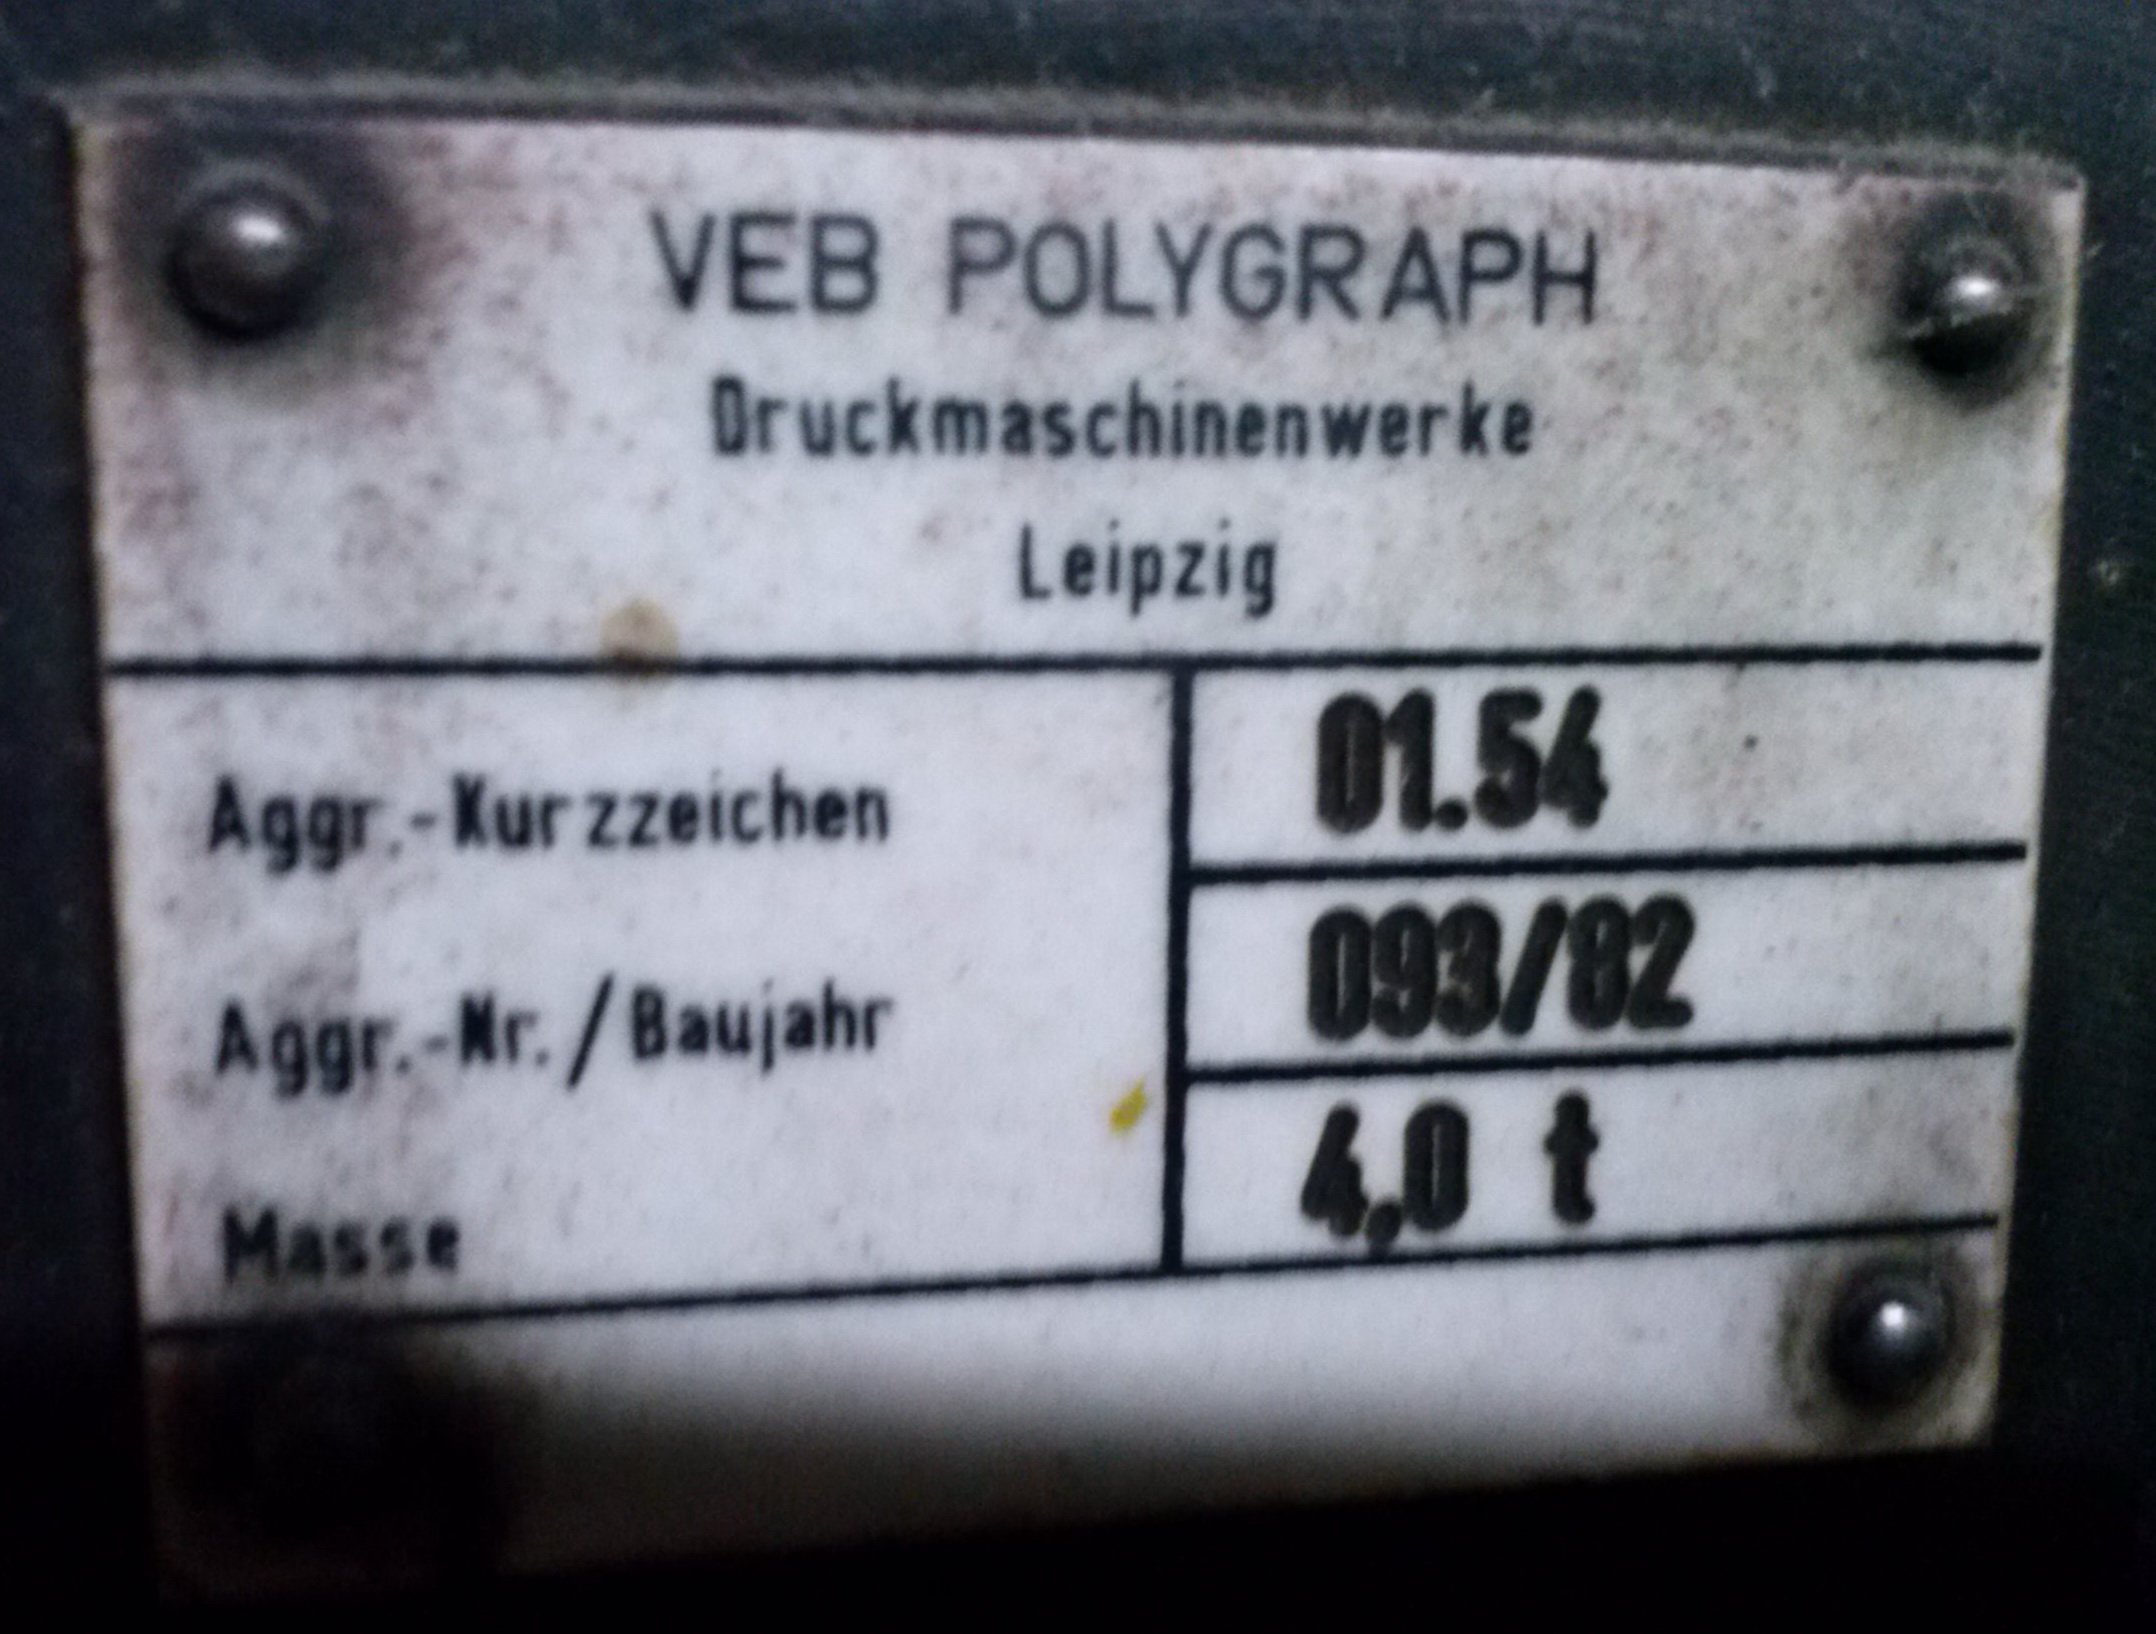 VEB POLYGRAPH
Druckmaschinenwerke
Leipzig
Aggr.-Kurzzeichen 01.54
Aggr.-Nr./Baujahr 093/82
Masse 4,0 t